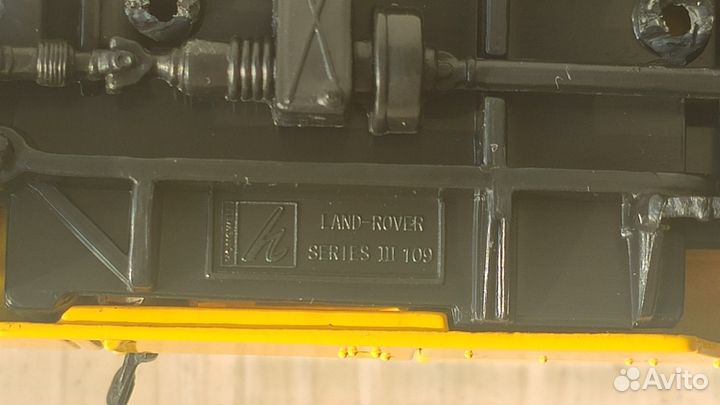 LAND-ROVER
SERIES III 109
Avito